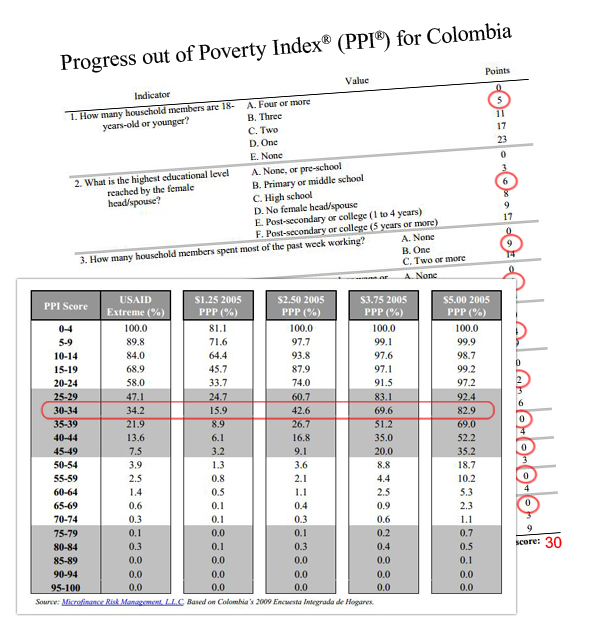 Progress out of Poverty Index® (PPI®) for Colombia
Indicator Value Points
1. How many household members are 18- A. Four or more 0
years-old or younger? B. Three 5
C. Two 11
D. One 17
E. None 23
2. What is the highest educational level A. None, or pre-school 0
reached by the female B. Primary or middle school 3
head/spouse? C. High school 6
D. No female head/spouse 8
E. Post-secondary or college (1 to 4 years) 9
F. Post-secondary or college (5 years or more) 17
3. How many household members spent most of the past week working? A. None 0
B. One 9
C. Two or more 14
A. None 0
PPI Score USAID Extreme (%) $1.25 2005 PPP (%) $2.50 2005 PPP (%) $3.75 2005 PPP (%) $5.00 2005 PPP (%)
0-4 100.0 81.1 100.0 100.0 100.0
5-9 89.8 71.6 97.7 99.1 99.9
10-14 84.0 64.4 93.8 97.6 98.7
15-19 68.9 45.7 87.9 97.1 99.2
20-24 58.0 33.7 74.0 91.5 97.2
25-29 47.1 24.7 60.7 83.1 92.4
30-34 34.2 15.9 42.6 69.6 82.9
35-39 21.9 8.9 26.7 51.2 69.0
40-44 13.6 6.1 16.8 35.0 52.2
45-49 7.5 3.2 9.1 20.0 35.2
50-54 3.9 1.3 3.6 8.8 18.7
55-59 2.5 0.8 2.1 4.4 10.2
60-64 1.4 0.5 1.1 2.5 5.3
65-69 0.6 0.1 0.4 0.9 2.3
70-74 0.3 0.1 0.3 0.6 1.1
75-79 0.1 0.0 0.1 0.2 0.7
80-84 0.3 0.1 0.3 0.4 0.5
85-89 0.0 0.0 0.0 0.0 0.1
90-94 0.0 0.0 0.0 0.0 0.0
95-100 0.0 0.0 0.0 0.0 0.0
Source: Microfinance Risk Management, L.L.C. Based on Colombia's 2009 Encuesta Integrada de Hogares.
0
2
3
6
0
4
0
3
0
4
0
3
9
score: 30